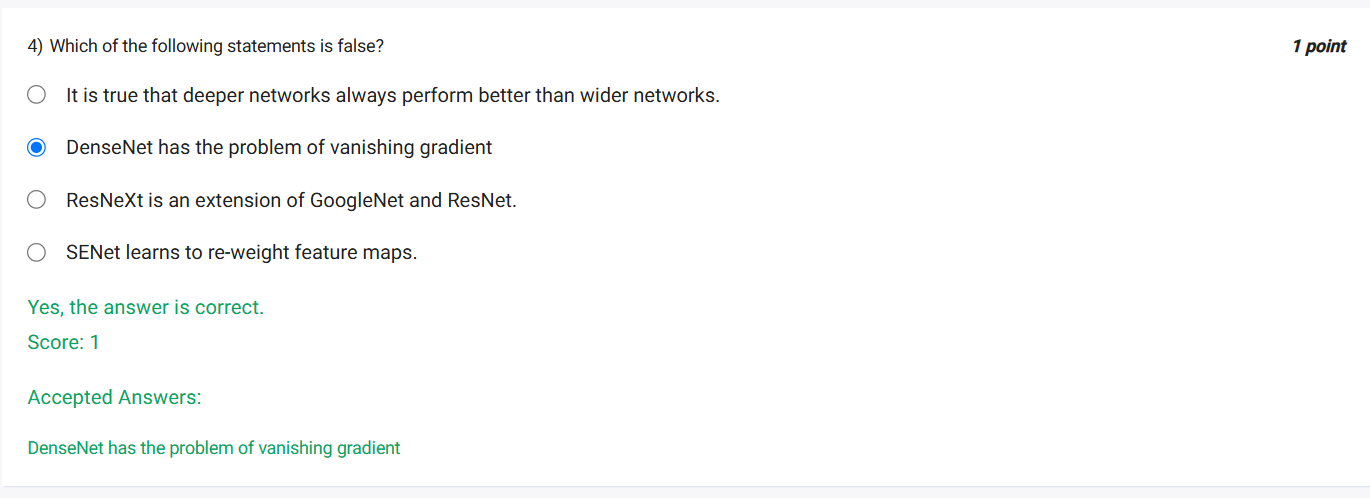 4) Which of the following statements is false?
1 point
It is true that deeper networks always perform better than wider networks.
DenseNet has the problem of vanishing gradient
ResNeXt is an extension of GoogleNet and ResNet.
SENet learns to re-weight feature maps.
Yes, the answer is correct.
Score: 1
Accepted Answers:
DenseNet has the problem of vanishing gradient